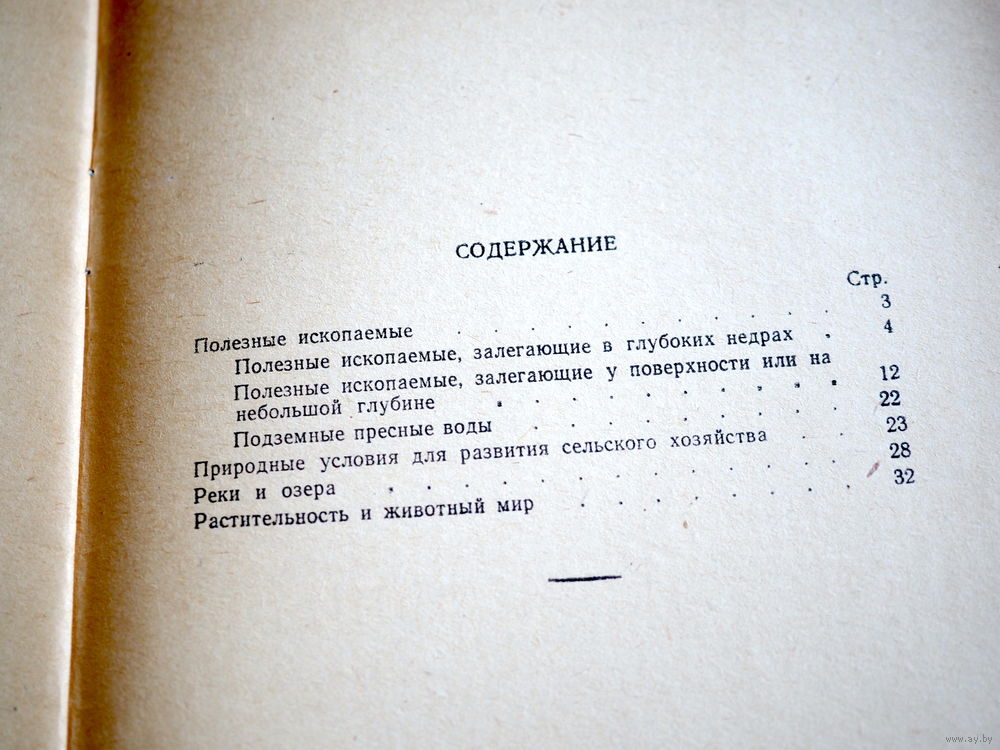 СОДЕРЖАНИЕ
Стр.
Полезные ископаемые . . . . . . . . . . . 3
Полезные ископаемые, залегающие в глубоких недрах . 4
Полезные ископаемые, залегающие у поверхности или на
небольшой глубине . . . . . . . . . . 12
Подземные пресные воды . . . . . . . . . 22
Природные условия для развития сельского хозяйства . . 23
Реки и озера . . . . . . . . . . . . . 28
Растительность и животный мир . . . . . . . . 32
www.ay.by